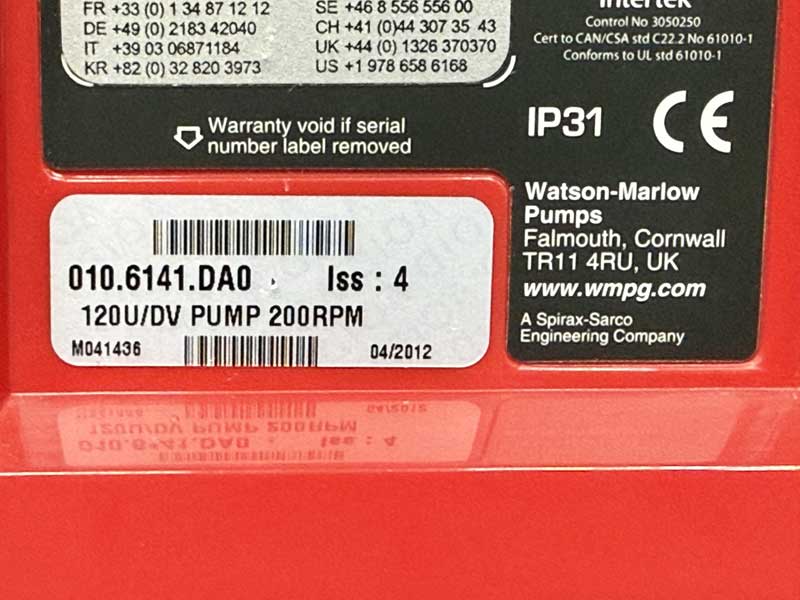 FR +33 (0) 1 34 87 12 12
DE +49 (0) 2183 42040
IT +39 03 06871184
KR +82 (0) 32 820 3973
SE +46 8 556 556 00
CH +41 (0)44 307 35 43
UK +44 (0) 1326 370370
US +1 978 658 6168
Intertek
Control No 3050250
Cert to CAN/CSA std C22.2 No 61010-1
Conforms to UL std 61010-1
Warranty void if serial
number label removed
IP31 CE
Watson-Marlow
Pumps
Falmouth, Cornwall
TR11 4RU, UK
www.wmpg.com
A Spirax-Sarco
Engineering Company
010.6141.DA0 Iss : 4
120U/DV PUMP 200RPM
M041436 04/2012